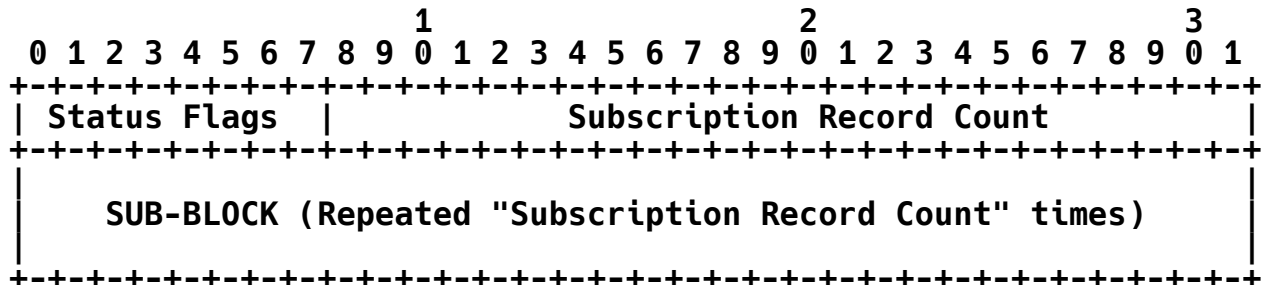 1                   2                   3
 0 1 2 3 4 5 6 7 8 9 0 1 2 3 4 5 6 7 8 9 0 1 2 3 4 5 6 7 8 9 0 1
+-+-+-+-+-+-+-+-+-+-+-+-+-+-+-+-+-+-+-+-+-+-+-+-+-+-+-+-+-+-+-+-+
| Status Flags  |            Subscription Record Count          |
+-+-+-+-+-+-+-+-+-+-+-+-+-+-+-+-+-+-+-+-+-+-+-+-+-+-+-+-+-+-+-+-+
|                                                               |
|    SUB-BLOCK (Repeated "Subscription Record Count" times)     |
|                                                               |
+-+-+-+-+-+-+-+-+-+-+-+-+-+-+-+-+-+-+-+-+-+-+-+-+-+-+-+-+-+-+-+-+